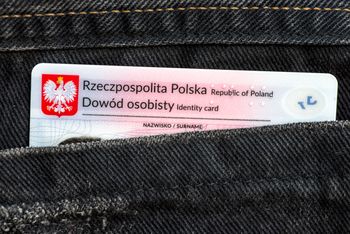 Rzeczpospolita Polska Republic of Poland
Dowód osobisty Identity card
NAZWISKO / SURNAME: